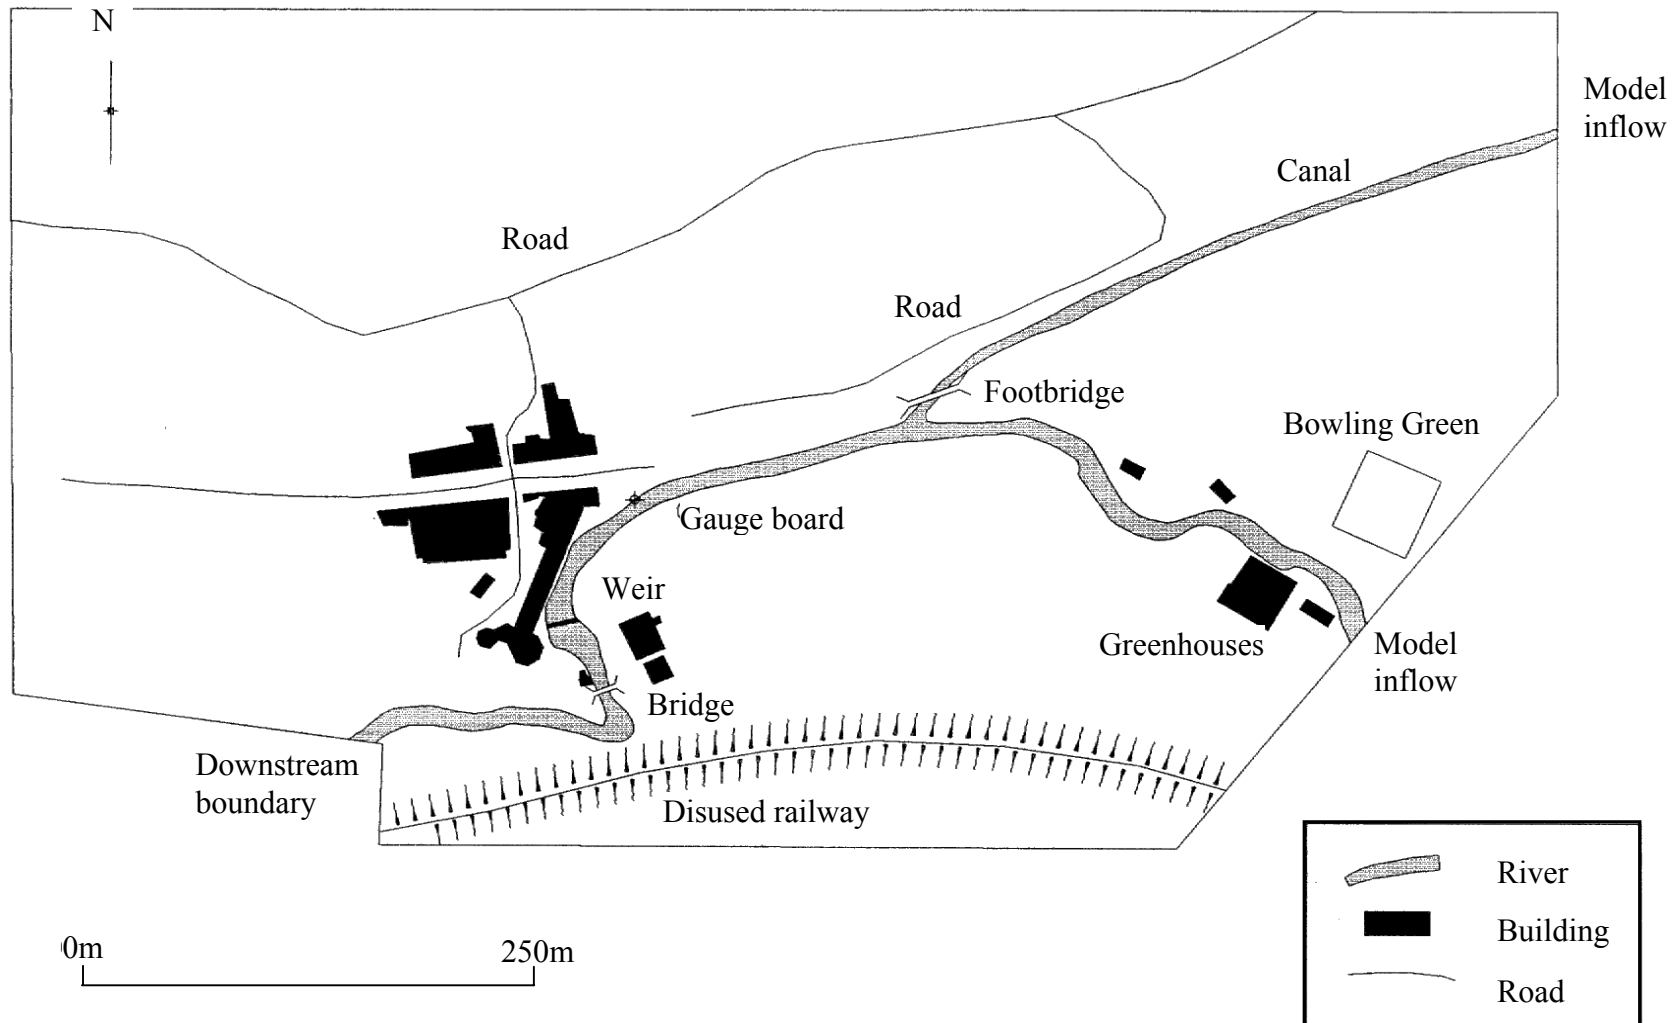 N
Model
inflow
Canal
Road
Road
Footbridge
Bowling Green
Gauge board
Weir
Greenhouses
Model
inflow
Bridge
Downstream
boundary
Disused railway
River
Building
Road
0m
250m